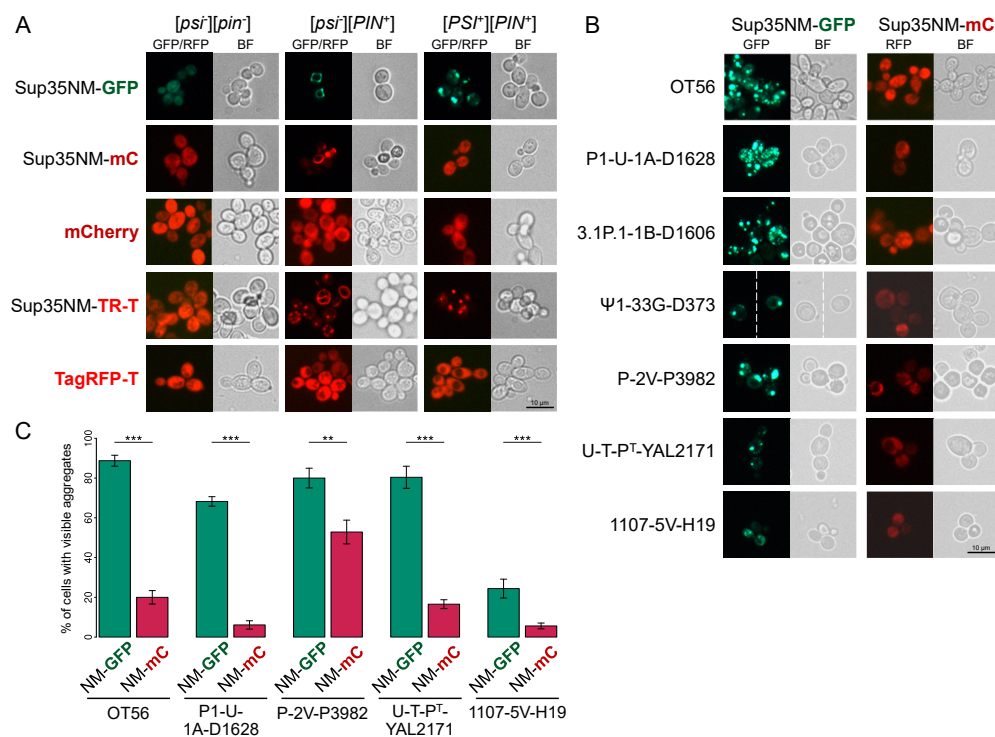 A
[psi⁻][pin⁻] [psi⁻][PIN⁺] [PSI⁺][PIN⁺]
GFP/RFP BF GFP/RFP BF GFP/RFP BF
Sup35NM-GFP
Sup35NM-mC
mCherry
Sup35NM-TR-T
TagRFP-T
10 µm
B
Sup35NM-GFP Sup35NM-mC
GFP BF RFP BF
OT56
P1-U-1A-D1628
3.1P.1-1B-D1606
Ψ1-33G-D373
P-2V-P3982
U-T-Pᵀ-YAL2171
1107-5V-H19
10 µm
C
% of cells with visible aggregates
100
80
60
40
20
0
*** *** ** *** ***
NM-GFP NM-mC NM-GFP NM-mC NM-GFP NM-mC NM-GFP NM-mC NM-GFP NM-mC
OT56 P1-U- P-2V-P3982 U-T-Pᵀ- 1107-5V-H19
1A-D1628 YAL2171